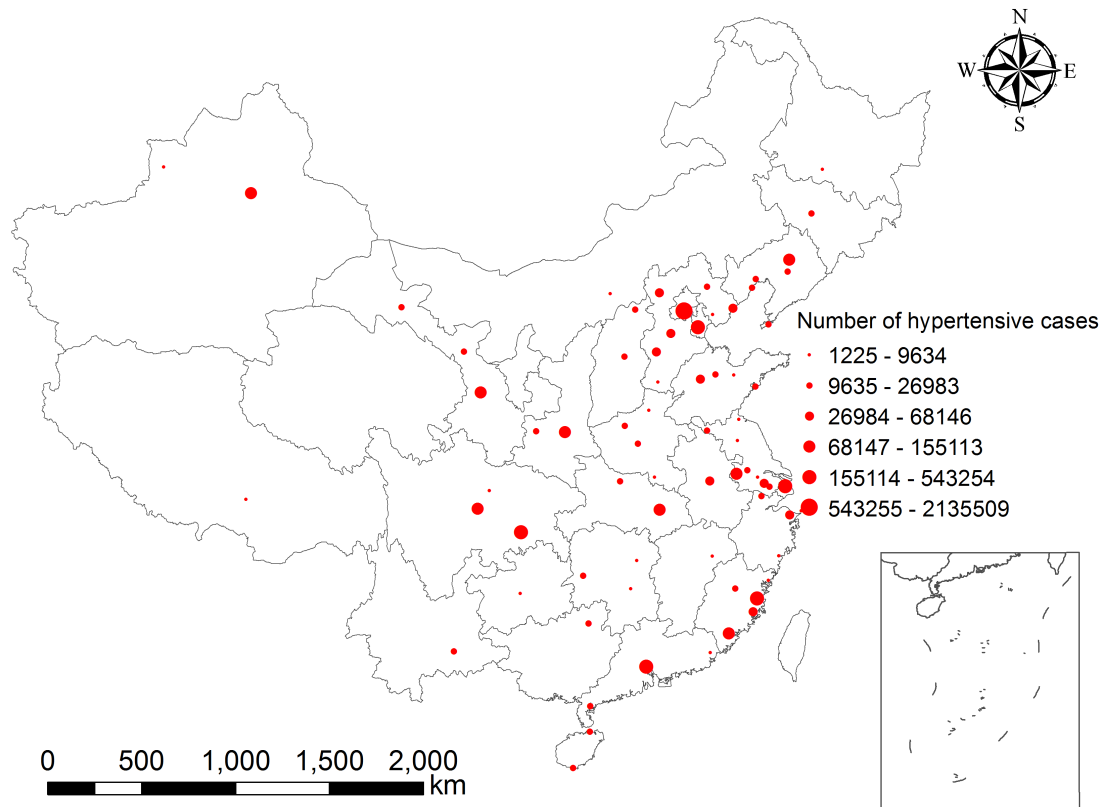 N
W E
S
Number of hypertensive cases
1225 - 9634
9635 - 26983
26984 - 68146
68147 - 155113
155114 - 543254
543255 - 2135509
0 500 1,000 1,500 2,000
km